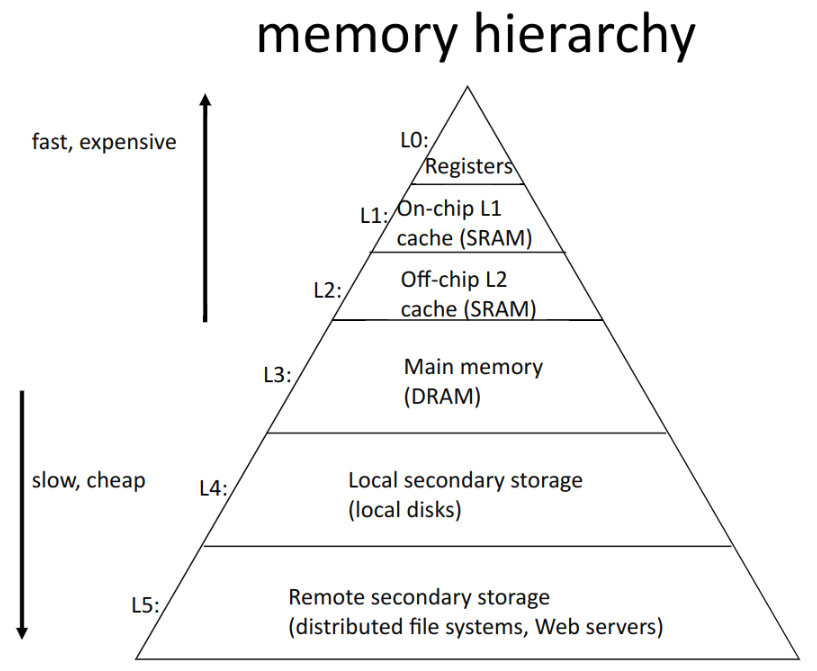 memory hierarchy
fast, expensive
L0:
Registers
L1:
On-chip L1
cache (SRAM)
L2:
Off-chip L2
cache (SRAM)
L3:
Main memory
(DRAM)
slow, cheap
L4:
Local secondary storage
(local disks)
L5:
Remote secondary storage
(distributed file systems, Web servers)